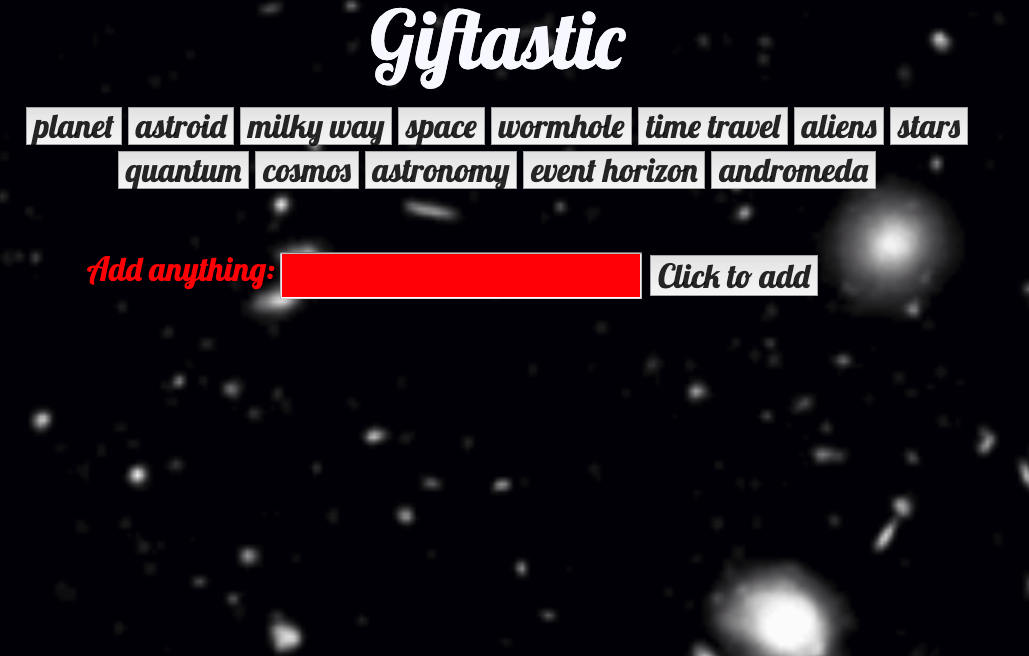 Giftastic
planet astroid milky way space wormhole time travel aliens stars
quantum cosmos astronomy event horizon andromeda
Add anything: Click to add